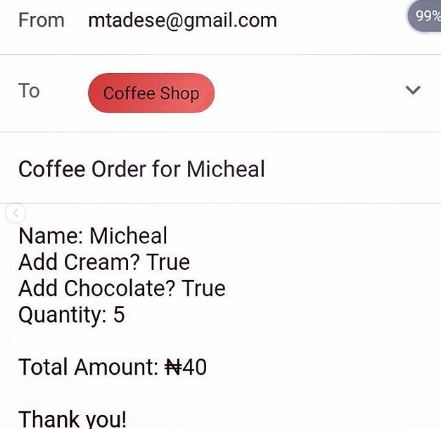 99%
From mtadese@gmail.com
To Coffee Shop
Coffee Order for Micheal
Name: Micheal
Add Cream? True
Add Chocolate? True
Quantity: 5
Total Amount: ₦40
Thank you!